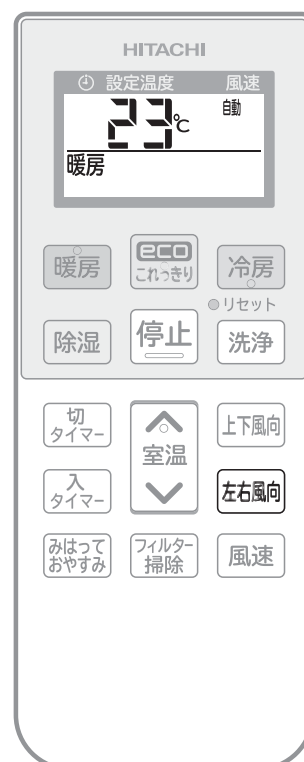 HITACHI
設定温度 風速
23℃ 自動
暖房
暖房 eco これっきり 冷房
リセット
除湿 停止 洗浄
切タイマー 室温 上下風向
入タイマー 左右風向
みはっておやすみ フィルター掃除 風速